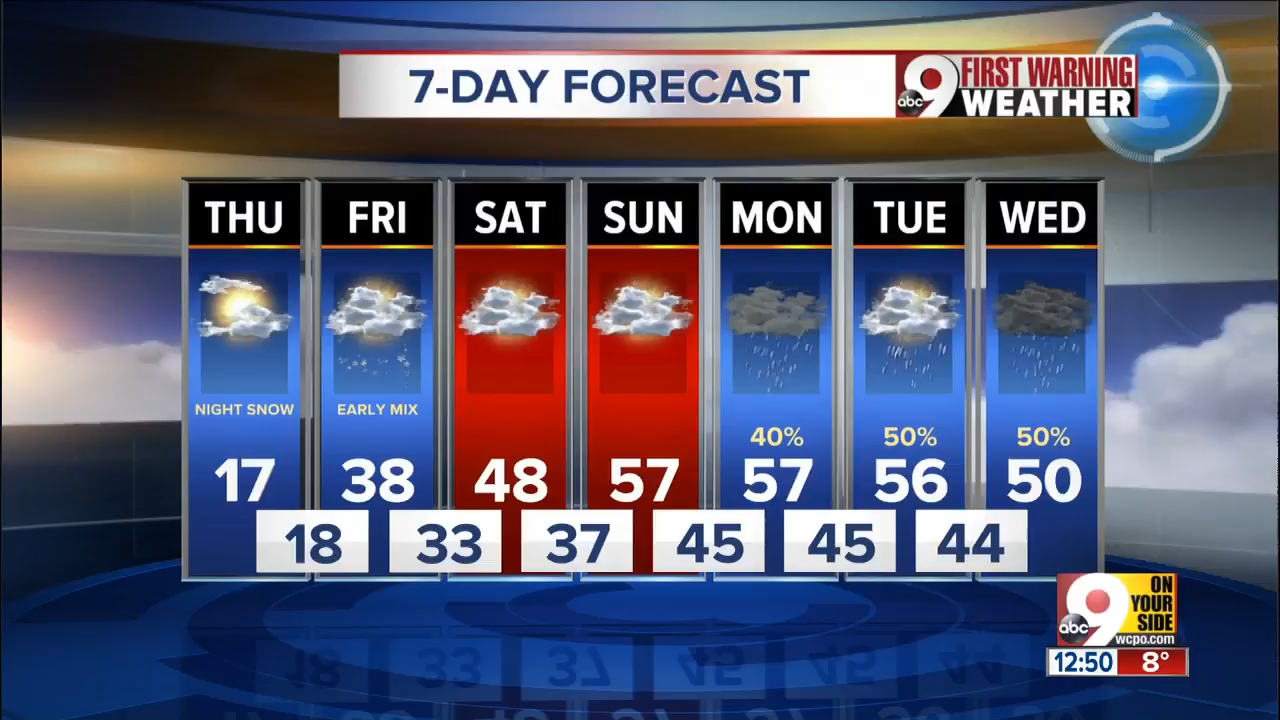 7-DAY FORECAST
abc 9 FIRST WARNING
WEATHER
THU FRI SAT SUN MON TUE WED
NIGHT SNOW EARLY MIX
40% 50% 50%
17 38 48 57 57 56 50
18 33 37 45 45 44
abc 9 ON
YOUR
SIDE
wcpo.com
12:50 8°